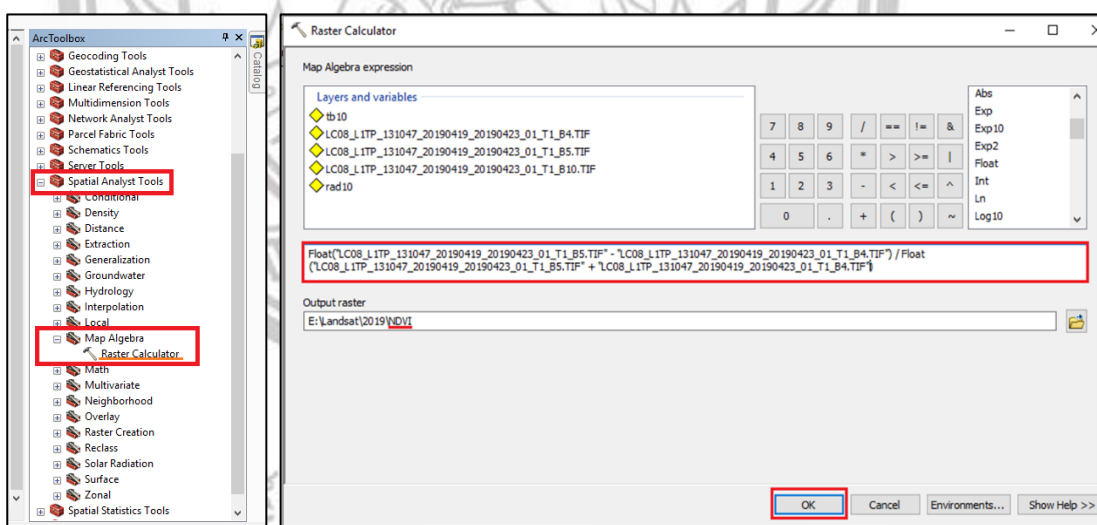 ArcToolbox
Catalog
Geocoding Tools
Geostatistical Analyst Tools
Linear Referencing Tools
Multidimension Tools
Network Analyst Tools
Parcel Fabric Tools
Schematics Tools
Server Tools
Spatial Analyst Tools
Conditional
Density
Distance
Extraction
Generalization
Groundwater
Hydrology
Interpolation
Local
Map Algebra
Raster Calculator
Math
Multivariate
Neighborhood
Overlay
Raster Creation
Reclass
Solar Radiation
Surface
Zonal
Spatial Statistics Tools
Raster Calculator
Map Algebra expression
Layers and variables
tb10
LC08_L1TP_131047_20190419_20190423_01_T1_B4.TIF
LC08_L1TP_131047_20190419_20190423_01_T1_B5.TIF
LC08_L1TP_131047_20190419_20190423_01_T1_B10.TIF
rad10
7 8 9 / == != &
4 5 6 * > >= |
1 2 3 - < <= ^
0 . + ( ) ~
Abs
Exp
Exp10
Exp2
Float
Int
Ln
Log10
Float("LC08_L1TP_131047_20190419_20190423_01_T1_B5.TIF" - "LC08_L1TP_131047_20190419_20190423_01_T1_B4.TIF") / Float
("LC08_L1TP_131047_20190419_20190423_01_T1_B5.TIF" + "LC08_L1TP_131047_20190419_20190423_01_T1_B4.TIF")
Output raster
E:\Landsat\2019\NDVI
OK Cancel Environments... Show Help >>